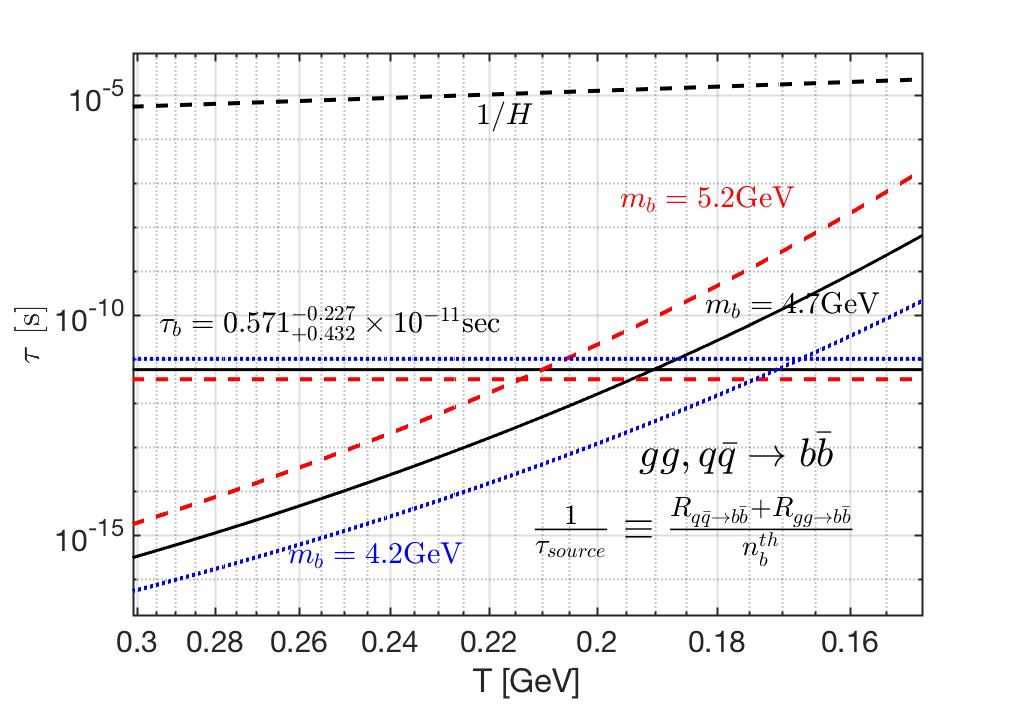 10^{-5}
1/H
m_b = 5.2GeV
m_b = 4.7GeV
τ_b = 0.571^{-0.227}_{+0.432} × 10^{-11}sec
10^{-10}
τ [s]
gg, qq̄ → bb̄
1/τ_{source} ≡ (R_{qq̄→bb̄}+R_{gg→bb̄})/n_b^{th}
10^{-15}
m_b = 4.2GeV
0.3 0.28 0.26 0.24 0.22 0.2 0.18 0.16
T [GeV]